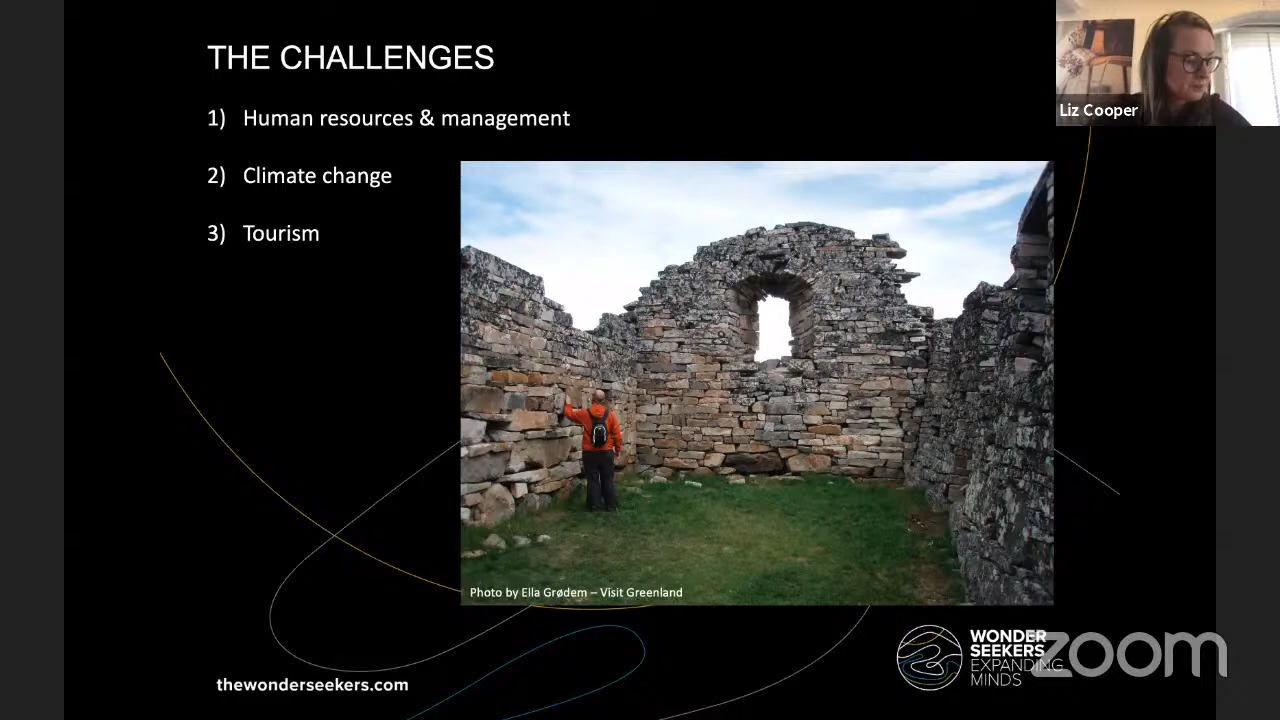 THE CHALLENGES
1) Human resources & management
2) Climate change
3) Tourism
Liz Cooper
Photo by Ella Grødem – Visit Greenland
thewonderseekers.com
WONDER
SEEKERS
EXPANDING
MINDS
zoom